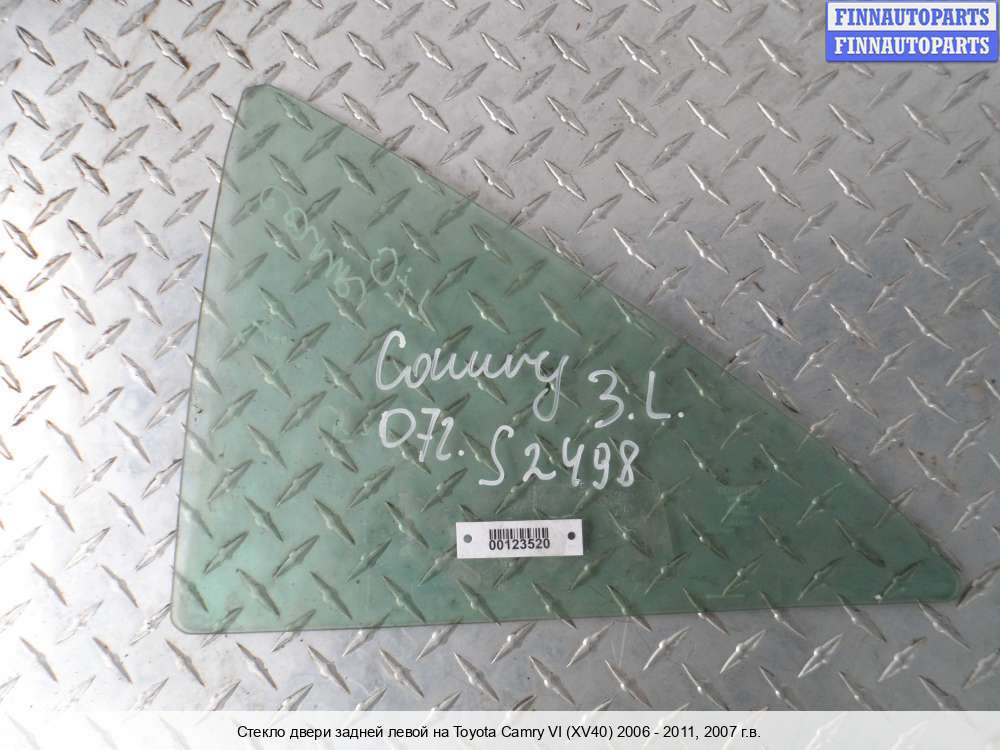 FINNAUTOPARTS
FINNAUTOPARTS
Camry
3.L.
07г.
S2498
00123520
Стекло двери задней левой на Toyota Camry VI (XV40) 2006 - 2011, 2007 г.в.